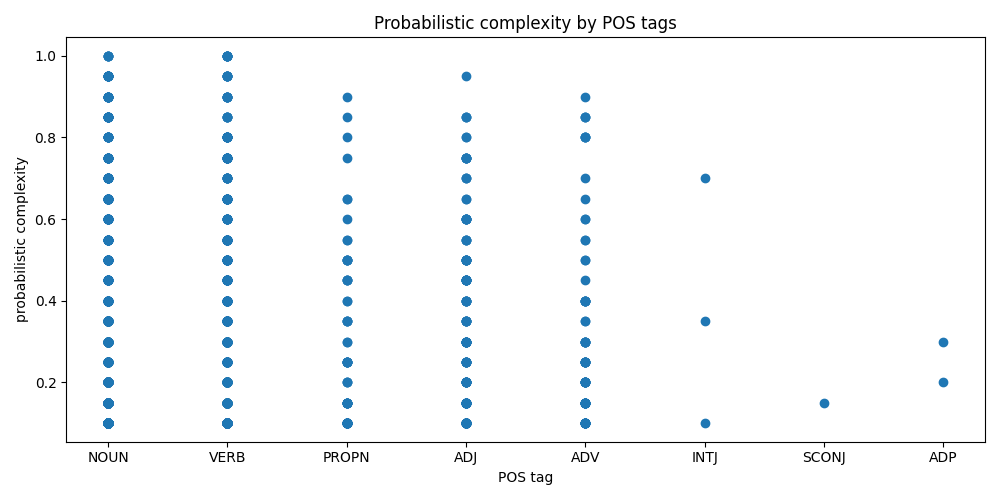 Probabilistic complexity by POS tags
probabilistic complexity
1.0
0.8
0.6
0.4
0.2
NOUN VERB PROPN ADJ ADV INTJ SCONJ ADP
POS tag